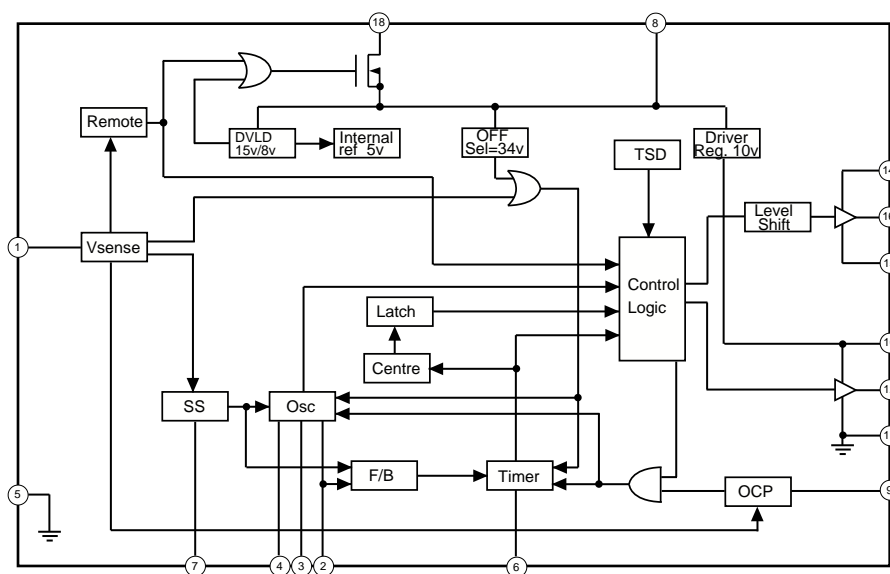 18
8
Remote
DVLD
15v/8v
Internal
ref 5v
OFF
Sel=34v
TSD
Driver
Reg. 10v
Level
Shift
1
Vsense
Control
Logic
Latch
Centre
SS
Osc
F/B
Timer
OCP
5
9
7
4
3
2
6